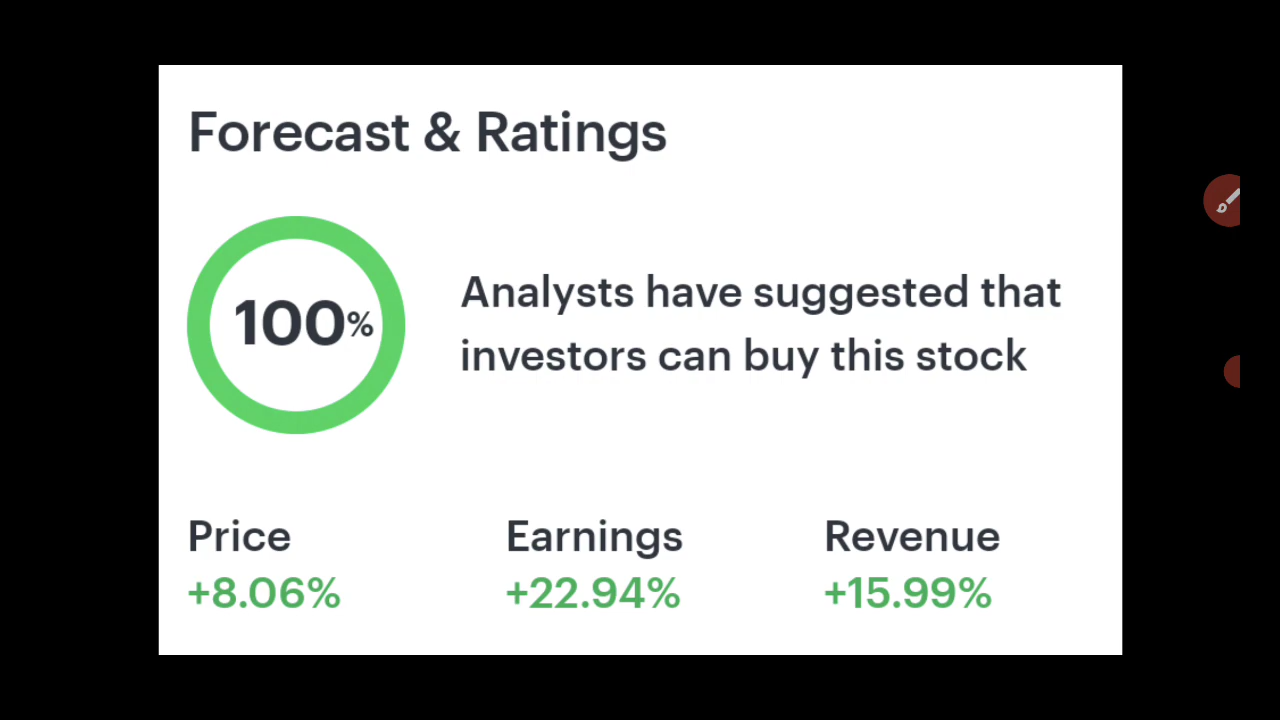 Forecast & Ratings
100%
Analysts have suggested that
investors can buy this stock
Price Earnings Revenue
+8.06% +22.94% +15.99%